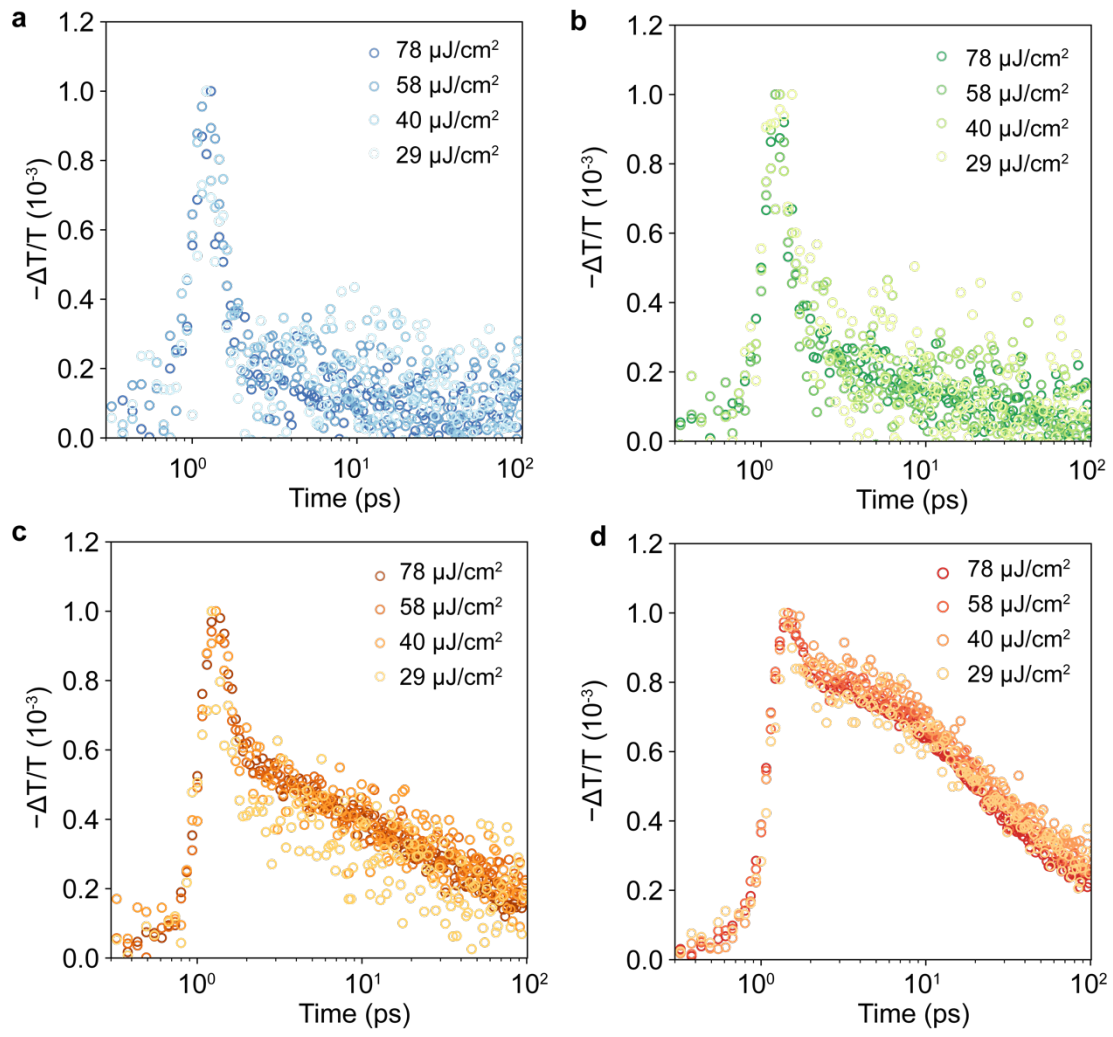 a
1.2
1.0
0.8
0.6
0.4
0.2
0.0
−ΔT/T (10⁻³)
78 µJ/cm²
58 µJ/cm²
40 µJ/cm²
29 µJ/cm²
10⁰
10¹
10²
Time (ps)
b
1.2
1.0
0.8
0.6
0.4
0.2
0.0
−ΔT/T (10⁻³)
78 µJ/cm²
58 µJ/cm²
40 µJ/cm²
29 µJ/cm²
10⁰
10¹
10²
Time (ps)
c
1.2
1.0
0.8
0.6
0.4
0.2
0.0
−ΔT/T (10⁻³)
78 µJ/cm²
58 µJ/cm²
40 µJ/cm²
29 µJ/cm²
10⁰
10¹
10²
Time (ps)
d
1.2
1.0
0.8
0.6
0.4
0.2
0.0
−ΔT/T (10⁻³)
78 µJ/cm²
58 µJ/cm²
40 µJ/cm²
29 µJ/cm²
10⁰
10¹
10²
Time (ps)